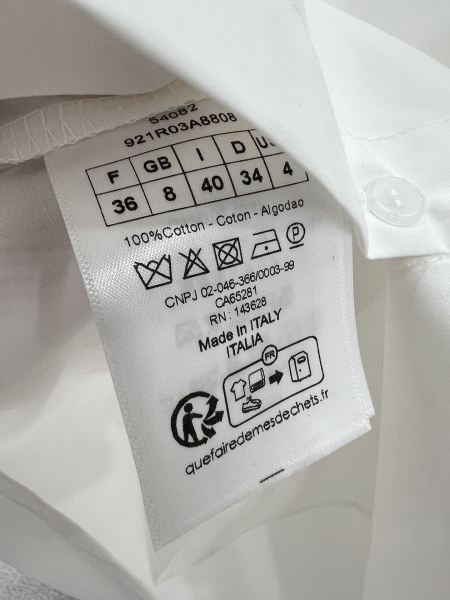 54082
921R03A8808
F GB I D U
36 8 40 34 4
100%Cotton - Coton - Algodao
P
CNPJ 02-046-366/0003-99
CA65281
RN : 143628
Made in ITALY
ITALIA
FR
quefairedemesdechets.fr